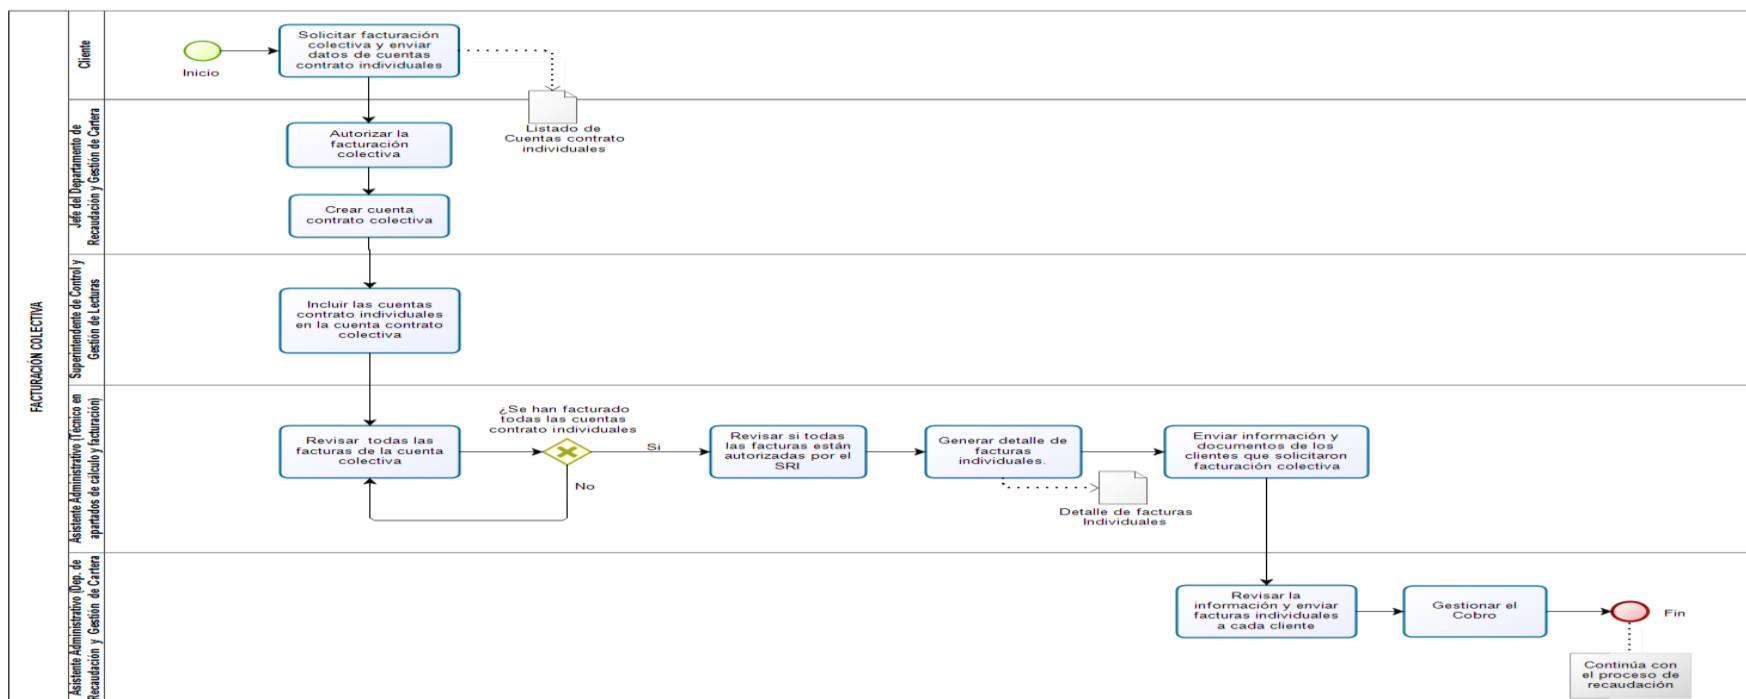 FACTURACIÓN COLECTIVA
Cliente
Inicio
Solicitar facturación
colectiva y enviar
datos de cuentas
contrato individuales
Listado de
Cuentas contrato
individuales
Jefe del Departamento de
Recaudación y Gestión de Cartera
Autorizar la
facturación
colectiva
Crear cuenta
contrato colectiva
Superintendente de Control y
Gestión de Lecturas
Incluir las cuentas
contrato individuales
en la cuenta contrato
colectiva
Asistente Administrativo (Técnico en
apartados de cálculo y facturación)
Revisar todas las
facturas de la cuenta
colectiva
¿Se han facturado
todas las cuentas
contrato individuales
Si
No
Revisar si todas
las facturas están
autorizadas por el
SRI
Generar detalle de
facturas
individuales.
Detalle de facturas
Individuales
Enviar información y
documentos de los
clientes que solicitaron
facturación colectiva
Asistente Administrativo (Dep. de
Recaudación y Gestión de Cartera
Revisar la
información y enviar
facturas individuales
a cada cliente
Gestionar el
Cobro
Fin
Continúa con
el proceso de
recaudación